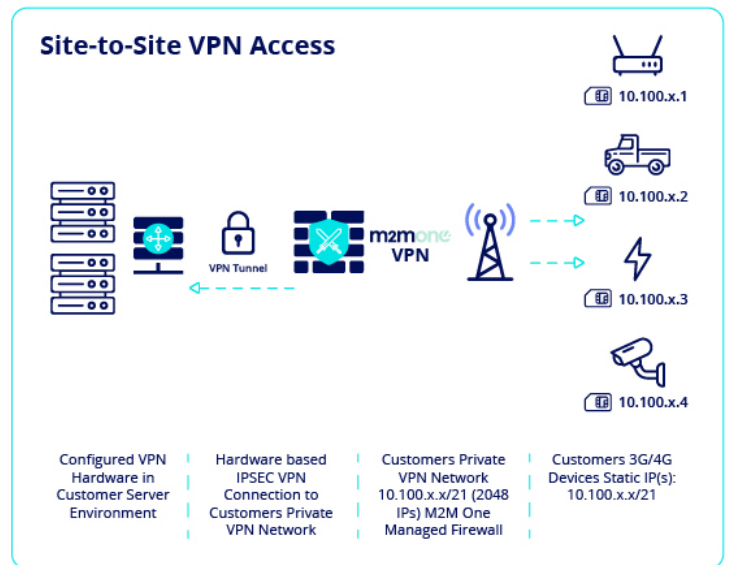 Site-to-Site VPN Access
10.100.x.1
10.100.x.2
VPN Tunnel
m2mone
VPN
10.100.x.3
10.100.x.4
Configured VPN
Hardware in
Customer Server
Environment
Hardware based
IPSEC VPN
Connection to
Customers Private
VPN Network
Customers Private
VPN Network
10.100.x.x/21 (2048
IPs) M2M One
Managed Firewall
Customers 3G/4G
Devices Static IP(s):
10.100.x.x/21